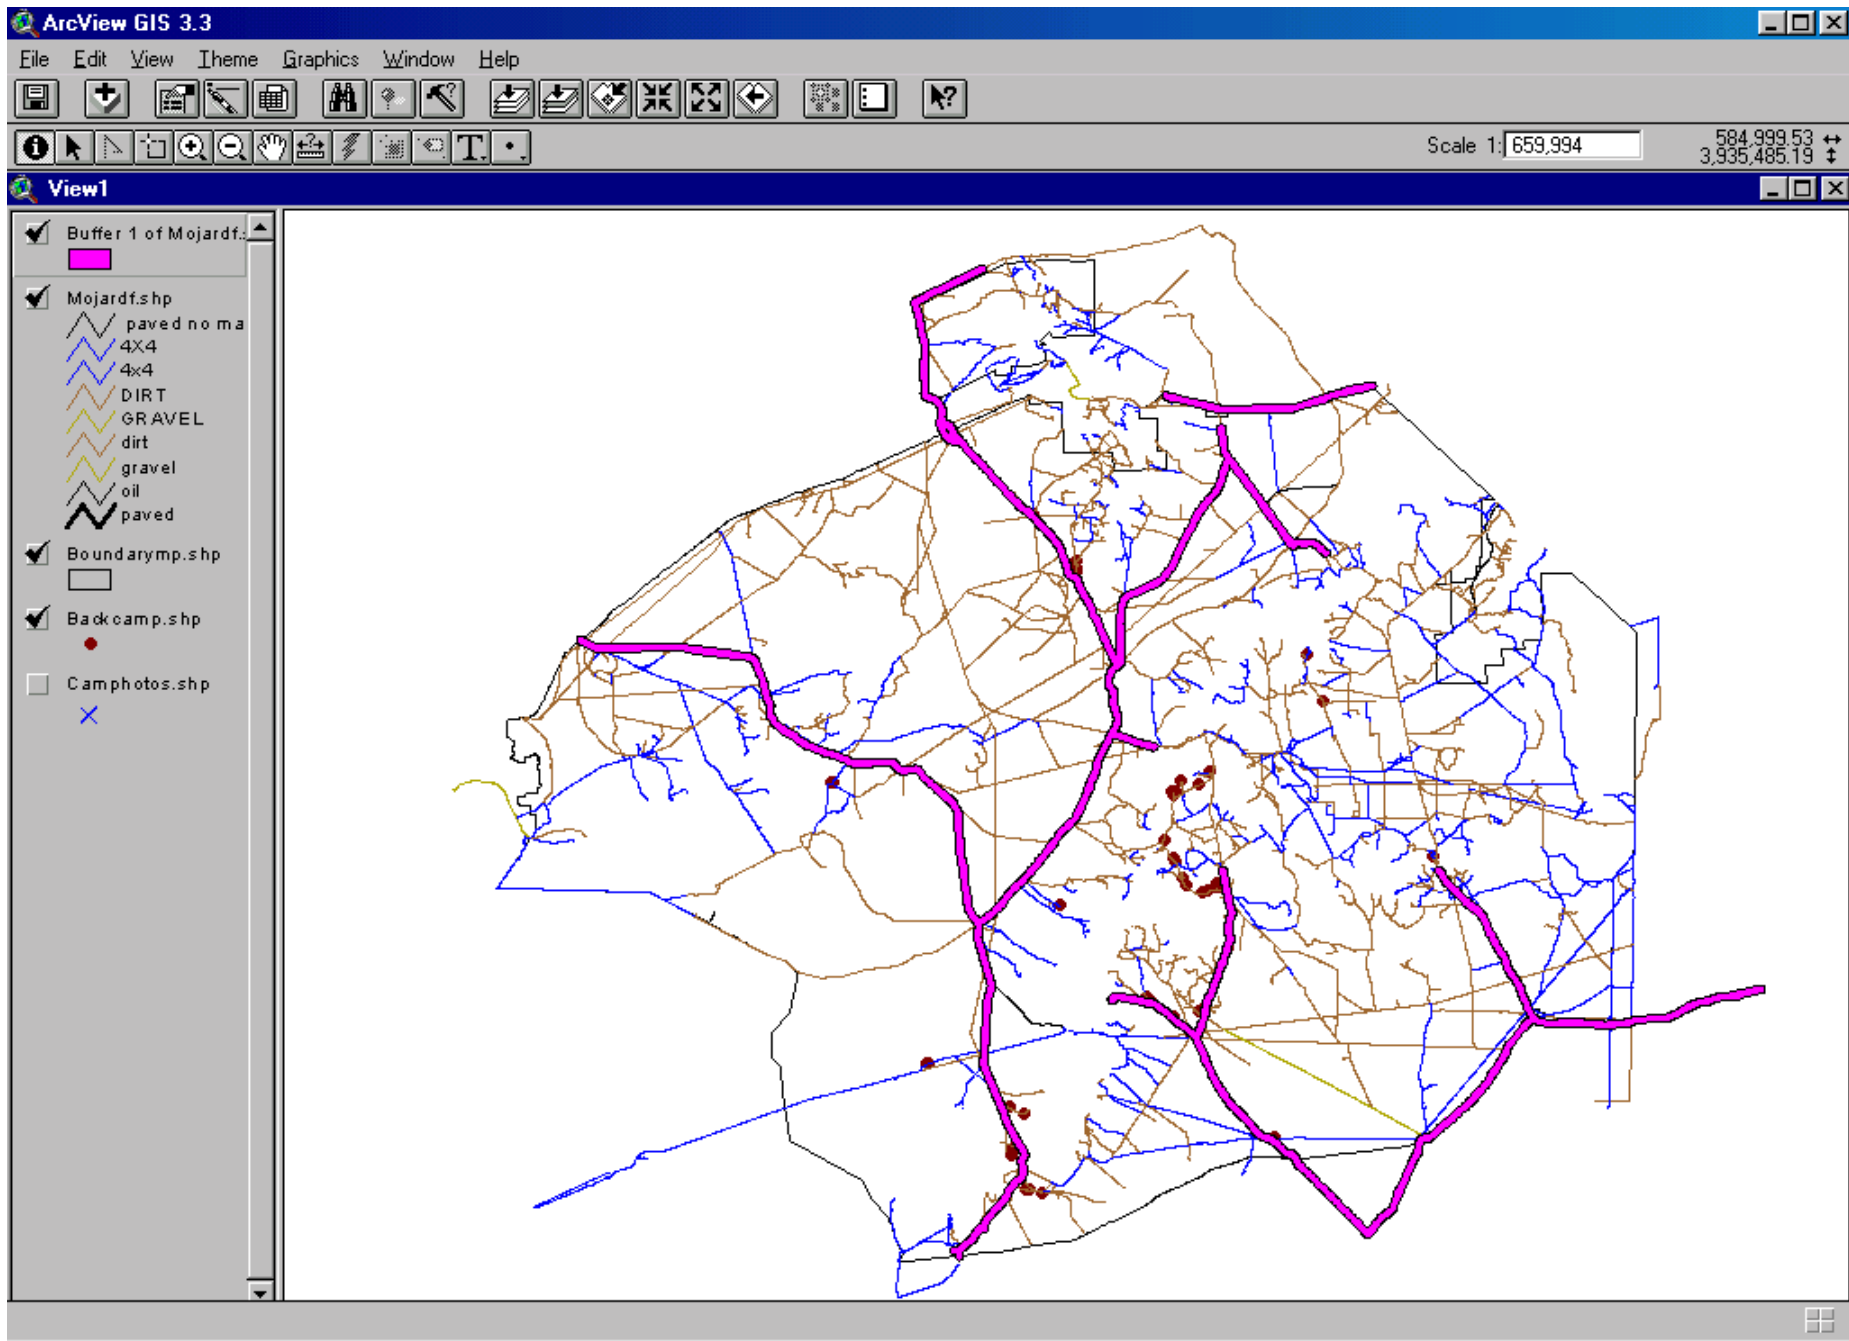 ArcView GIS 3.3
File Edit View Theme Graphics Window Help
Scale 1: 659,994
584,999.53
3,935,485.19
View1
Buffer 1 of Mojardf.
Mojardf.shp
paved no ma
4X4
4x4
DIRT
GRAVEL
dirt
gravel
oil
paved
Boundarymp.shp
Backcamp.shp
Camphotos.shp